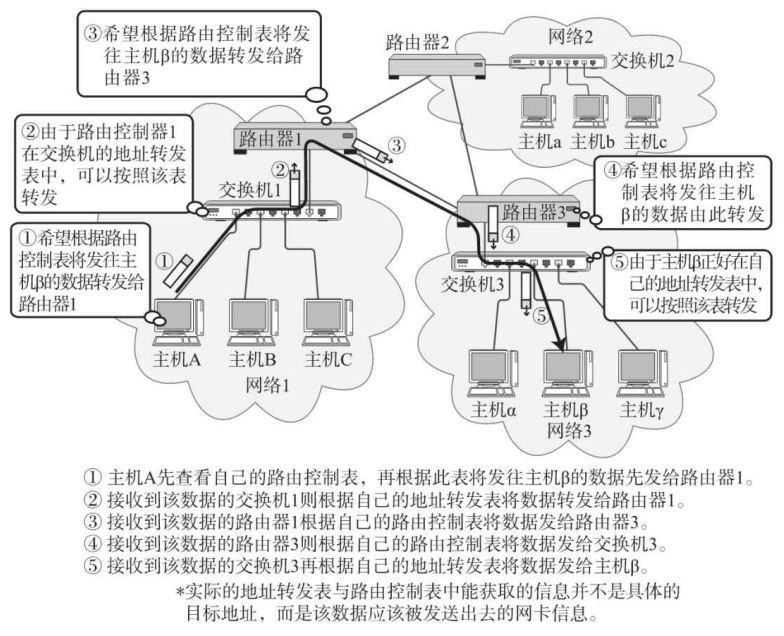 ③希望根据路由控制表将发
往主机β的数据转发给路
由器3
路由器2
网络2
交换机2
主机a
主机b
主机c
②由于路由控制器1
在交换机的地址转发
表中，可以按照该表
转发
路由器1
③
②
交换机1
①希望根据路由
控制表将发往主
机β的数据转发给
路由器1
①
主机A
主机B
主机C
网络1
④希望根据路由控
制表将发往主机
β的数据由此转发
路由器3
④
交换机3
⑤由于主机β正好在自
己的地址转发表中，
可以按照该表转发
⑤
主机α
主机β
主机γ
网络3
① 主机A先查看自己的路由控制表，再根据此表将发往主机β的数据先发给路由器1。
② 接收到该数据的交换机1则根据自己的地址转发表将数据转发给路由器1。
③ 接收到该数据的路由器1根据自己的路由控制表将数据发给路由器3。
④ 接收到该数据的路由器3则根据自己的路由控制表将数据发给交换机3。
⑤ 接收到该数据的交换机3再根据自己的地址转发表将数据发给主机β。
*实际的地址转发表与路由控制表中能获取的信息并不是具体的
目标地址，而是该数据应该被发送出去的网卡信息。